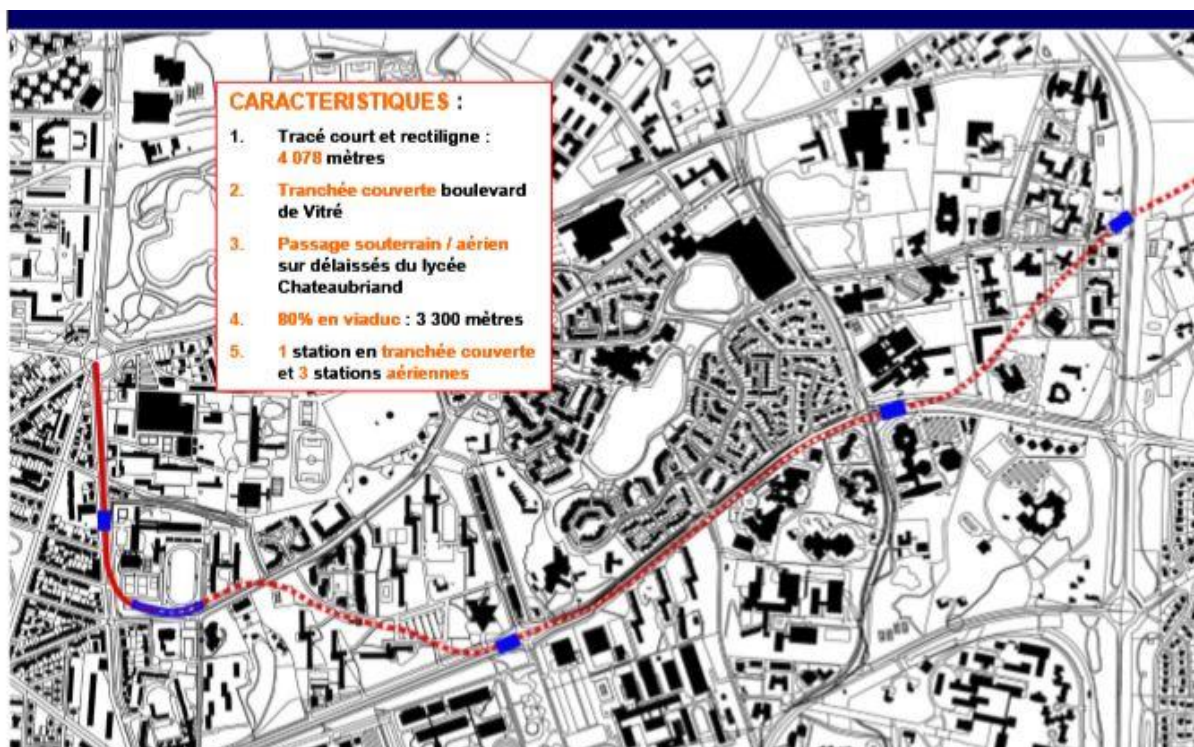 CARACTERISTIQUES :
1. Tracé court et rectiligne :
4 078 mètres
2. Tranchée couverte boulevard
de Vitré
3. Passage souterrain / aérien
sur délaissés du lycée
Chateaubriand
4. 80% en viaduc : 3 300 mètres
5. 1 station en tranchée couverte
et 3 stations aériennes